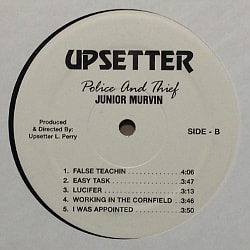 UPSETTER
Police And Thief
JUNIOR MURVIN
Produced
& Directed By:
Upsetter L. Perry
SIDE - B
1. FALSE TEACHIN . . . . . . . . . . . . 4:06
2. EASY TASK . . . . . . . . . . . . . . . 3:47
3. LUCIFER . . . . . . . . . . . . . . . . . 3:13
4. WORKING IN THE CORNFIELD . 3:46
5. I WAS APPOINTED . . . . . . . . . . 3:50